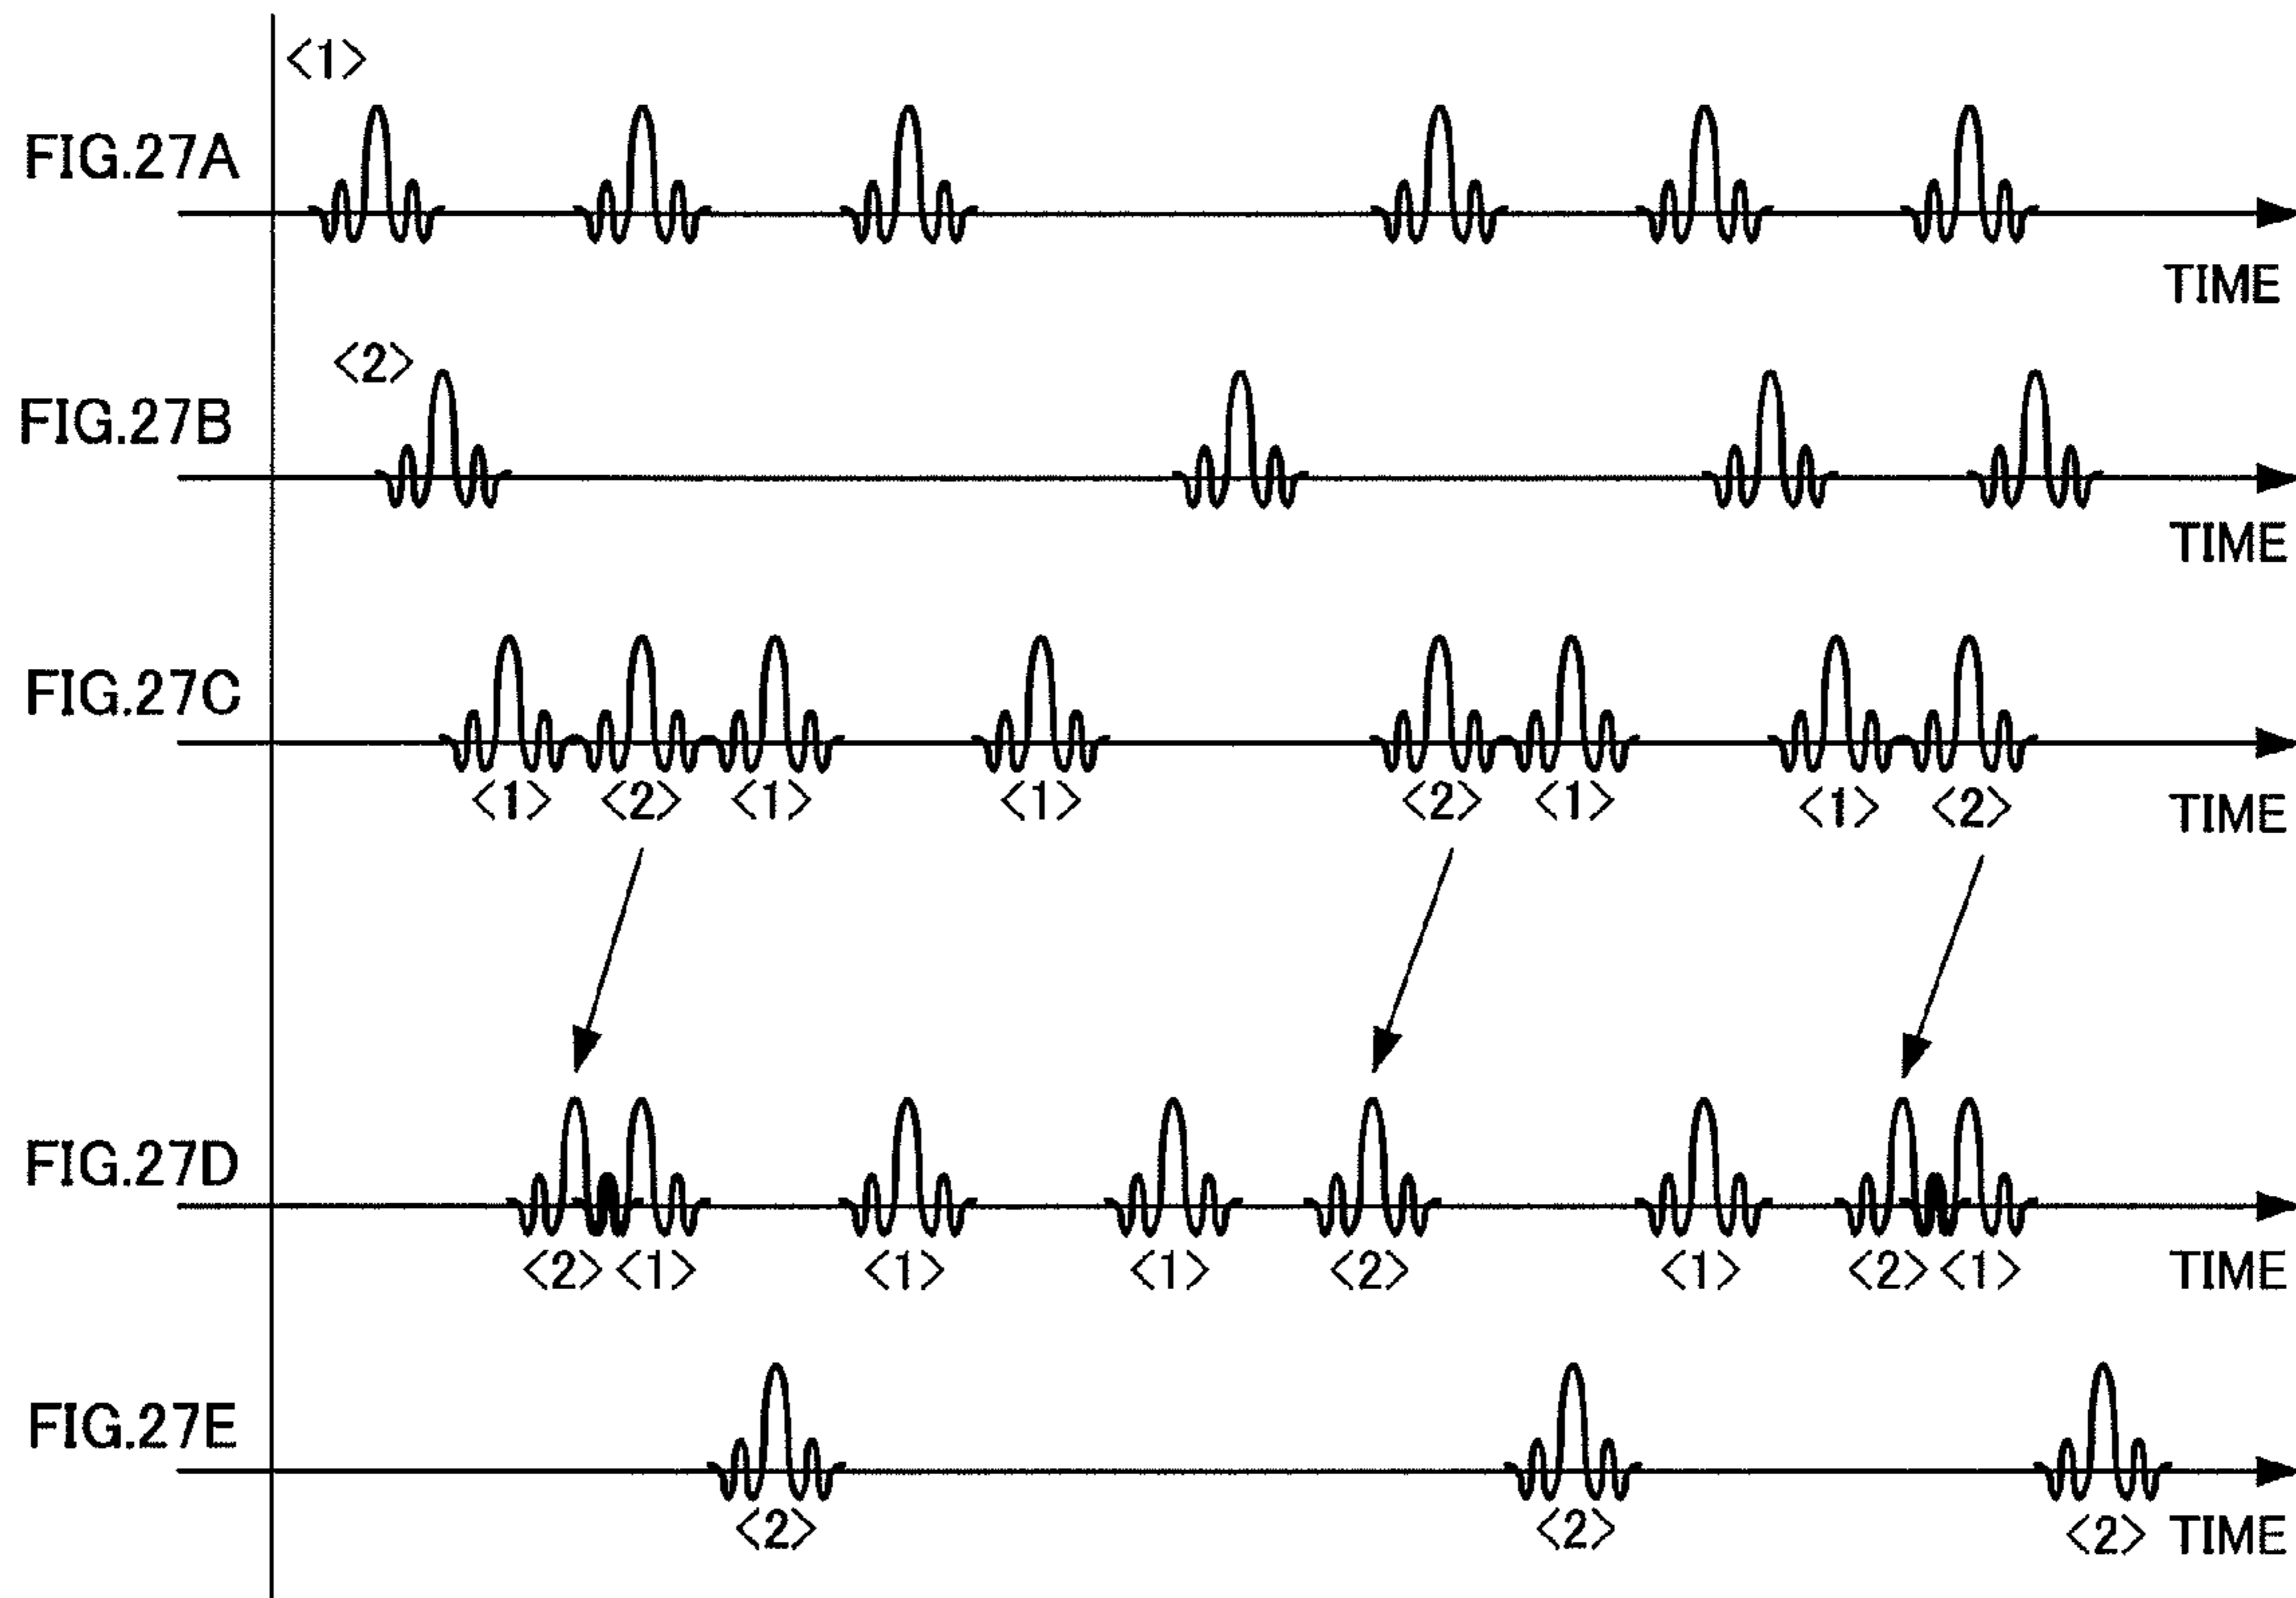 <1>
FIG.27A
TIME
<2>
FIG.27B
TIME
FIG.27C
<1> <2> <1> <1> <2> <1> <1> <2>
TIME
FIG.27D
<2> <1> <1> <1> <2> <1> <2> <1> TIME
FIG.27E
<2> <2> <2> TIME